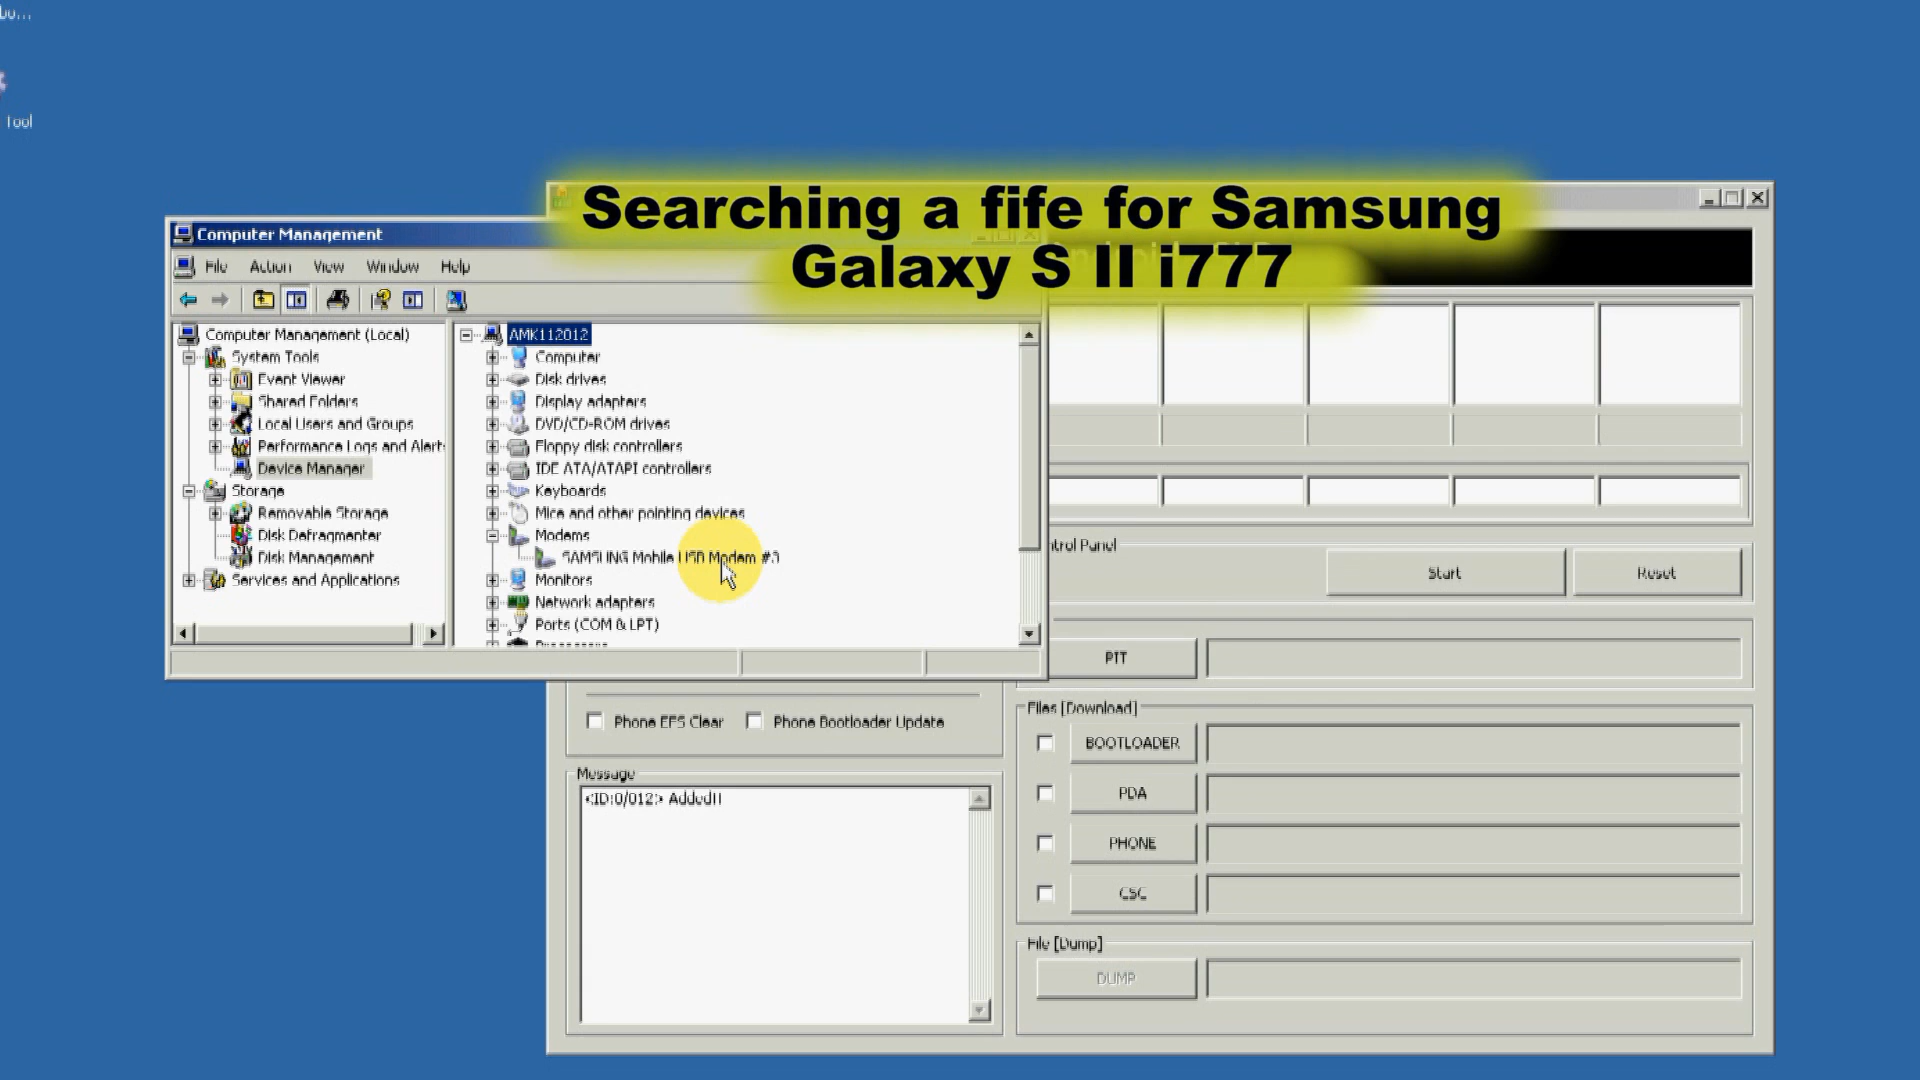 Tool
Searching a fife for Samsung
Galaxy S II i777
Computer Management
File Action View Window Help
Computer Management (Local)
System Tools
Event Viewer
Shared Folders
Local Users and Groups
Performance Logs and Alert
Device Manager
Storage
Removable Storage
Disk Defragmenter
Disk Management
Services and Applications
AMK112012
Computer
Disk drives
Display adapters
DVD/CD-ROM drives
Floppy disk controllers
IDE ATA/ATAPI controllers
Keyboards
Mice and other pointing devices
Modems
SAMSUNG Mobile USB Modem #3
Monitors
Network adapters
Ports (COM & LPT)
ntrol Panel
Start
Reset
PIT
Phone EFS Clear
Phone Bootloader Update
Files [Download]
BOOTLOADER
PDA
PHONE
CSC
Message
<ID:0/012> Added!!
File [Dump]
DUMP